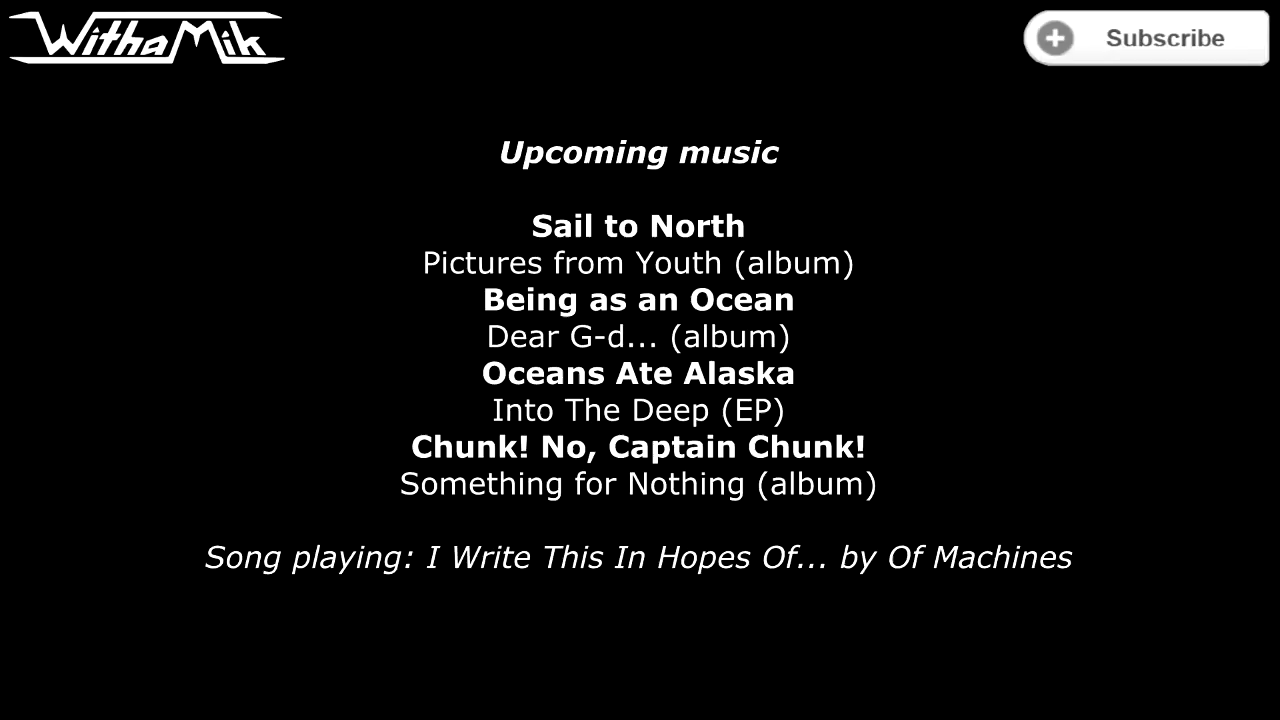 WithaMik
Subscribe
Upcoming music
Sail to North
Pictures from Youth (album)
Being as an Ocean
Dear G-d... (album)
Oceans Ate Alaska
Into The Deep (EP)
Chunk! No, Captain Chunk!
Something for Nothing (album)
Song playing: I Write This In Hopes Of... by Of Machines